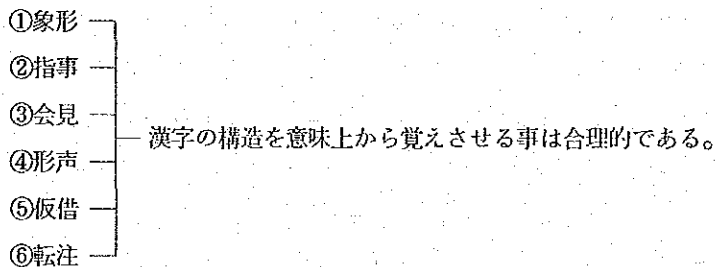 ①象形
②指事
③会見
漢字の構造を意味上から覚えさせる事は合理的である。
④形声
⑤仮借
⑥転注